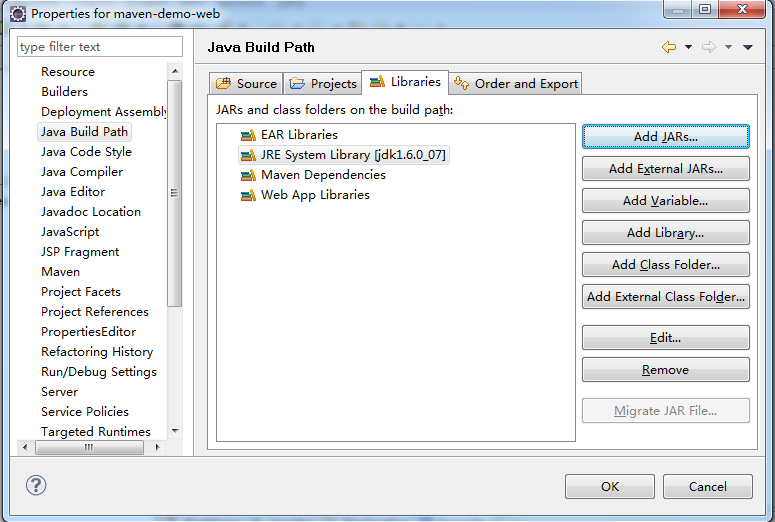 Properties for maven-demo-web
type filter text
Resource
Builders
Deployment Assembly
Java Build Path
Java Code Style
Java Compiler
Java Editor
Javadoc Location
JavaScript
JSP Fragment
Maven
Project Facets
Project References
PropertiesEditor
Refactoring History
Run/Debug Settings
Server
Service Policies
Targeted Runtimes
Java Build Path
Source Projects Libraries Order and Export
JARs and class folders on the build path:
EAR Libraries
JRE System Library [jdk1.6.0_07]
Maven Dependencies
Web App Libraries
Add JARs...
Add External JARs...
Add Variable...
Add Library...
Add Class Folder...
Add External Class Folder...
Edit...
Remove
Migrate JAR File...
?
OK Cancel